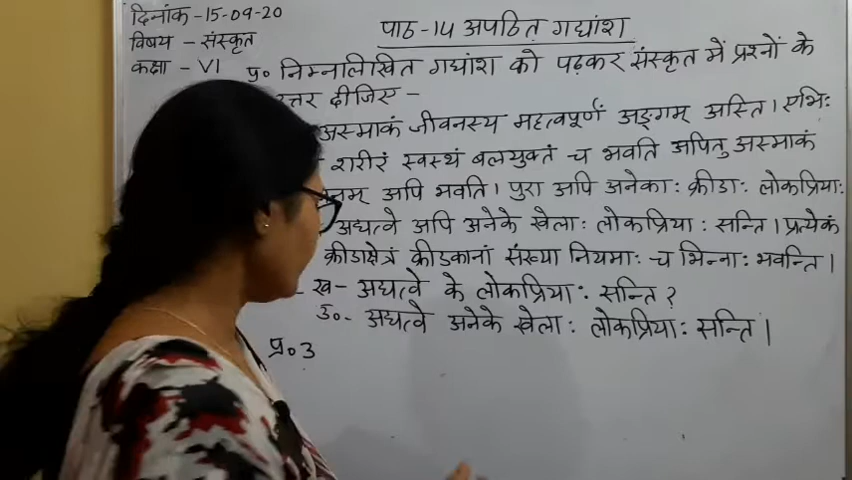 दिनांक -15-09-20
विषय - संस्कृत
कक्षा - VI
पाठ-14 अपठित गद्यांश
प्र० निम्नलिखित गद्यांश को पढ़कर संस्कृत में प्रश्नों के
उत्तर दीजिए -
अस्माकं जीवनस्य महत्वपूर्णं अङ्गम् अस्ति। एभिः
शरीरं स्वस्थं बलयुक्तं च भवति अपितु अस्माकं
अपि भवति। पुरा अपि अनेकाः क्रीडाः लोकप्रियाः
अद्यत्वे अपि अनेके खेलाः लोकप्रियाः सन्ति। प्रत्येकं
क्रीडाक्षेत्रं क्रीडकानां संख्या नियमाः च भिन्नाः भवन्ति।
ख- अद्यत्वे के लोकप्रियाः सन्ति?
उ०- अद्यत्वे अनेके खेलाः लोकप्रियाः सन्ति।
प्र०3